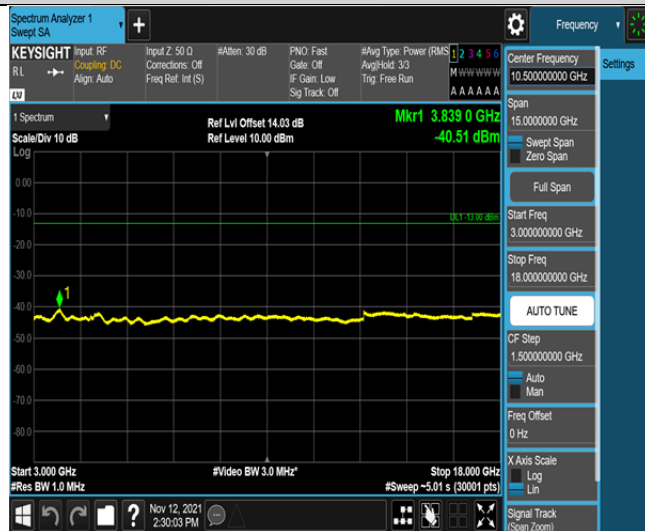 Spectrum Analyzer 1
Swept SA
Frequency
KEYSIGHT
RL
LXI
Input: RF
Coupling: DC
Align: Auto
Input Z: 50 Ω
Corrections: Off
Freq Ref: Int (S)
#Atten: 30 dB
PNO: Fast
Gate: Off
IF Gain: Low
Sig Track: Off
#Avg Type: Power (RMS
Avg|Hold: 3/3
Trig: Free Run
1 2 3 4 5 6
M W W W W W
A A A A A A
Center Frequency
10.500000000 GHz
Settings
Span
15.0000000 GHz
Swept Span
Zero Span
Full Span
Start Freq
3.000000000 GHz
Stop Freq
18.000000000 GHz
AUTO TUNE
CF Step
1.500000000 GHz
Auto
Man
Freq Offset
0 Hz
X Axis Scale
Log
Lin
Signal Track
(Span Zoom)
1 Spectrum
Scale/Div 10 dB
Ref Lvl Offset 14.03 dB
Ref Level 10.00 dBm
Mkr1 3.839 0 GHz
-40.51 dBm
Log
0.00
-10.0
DL1 -13.00 dBm
-20.0
-30.0
1
-40.0
-50.0
-60.0
-70.0
-80.0
Start 3.000 GHz
#Video BW 3.0 MHz*
Stop 18.000 GHz
#Res BW 1.0 MHz
#Sweep ~5.01 s (30001 pts)
?
Nov 12, 2021
2:30:03 PM